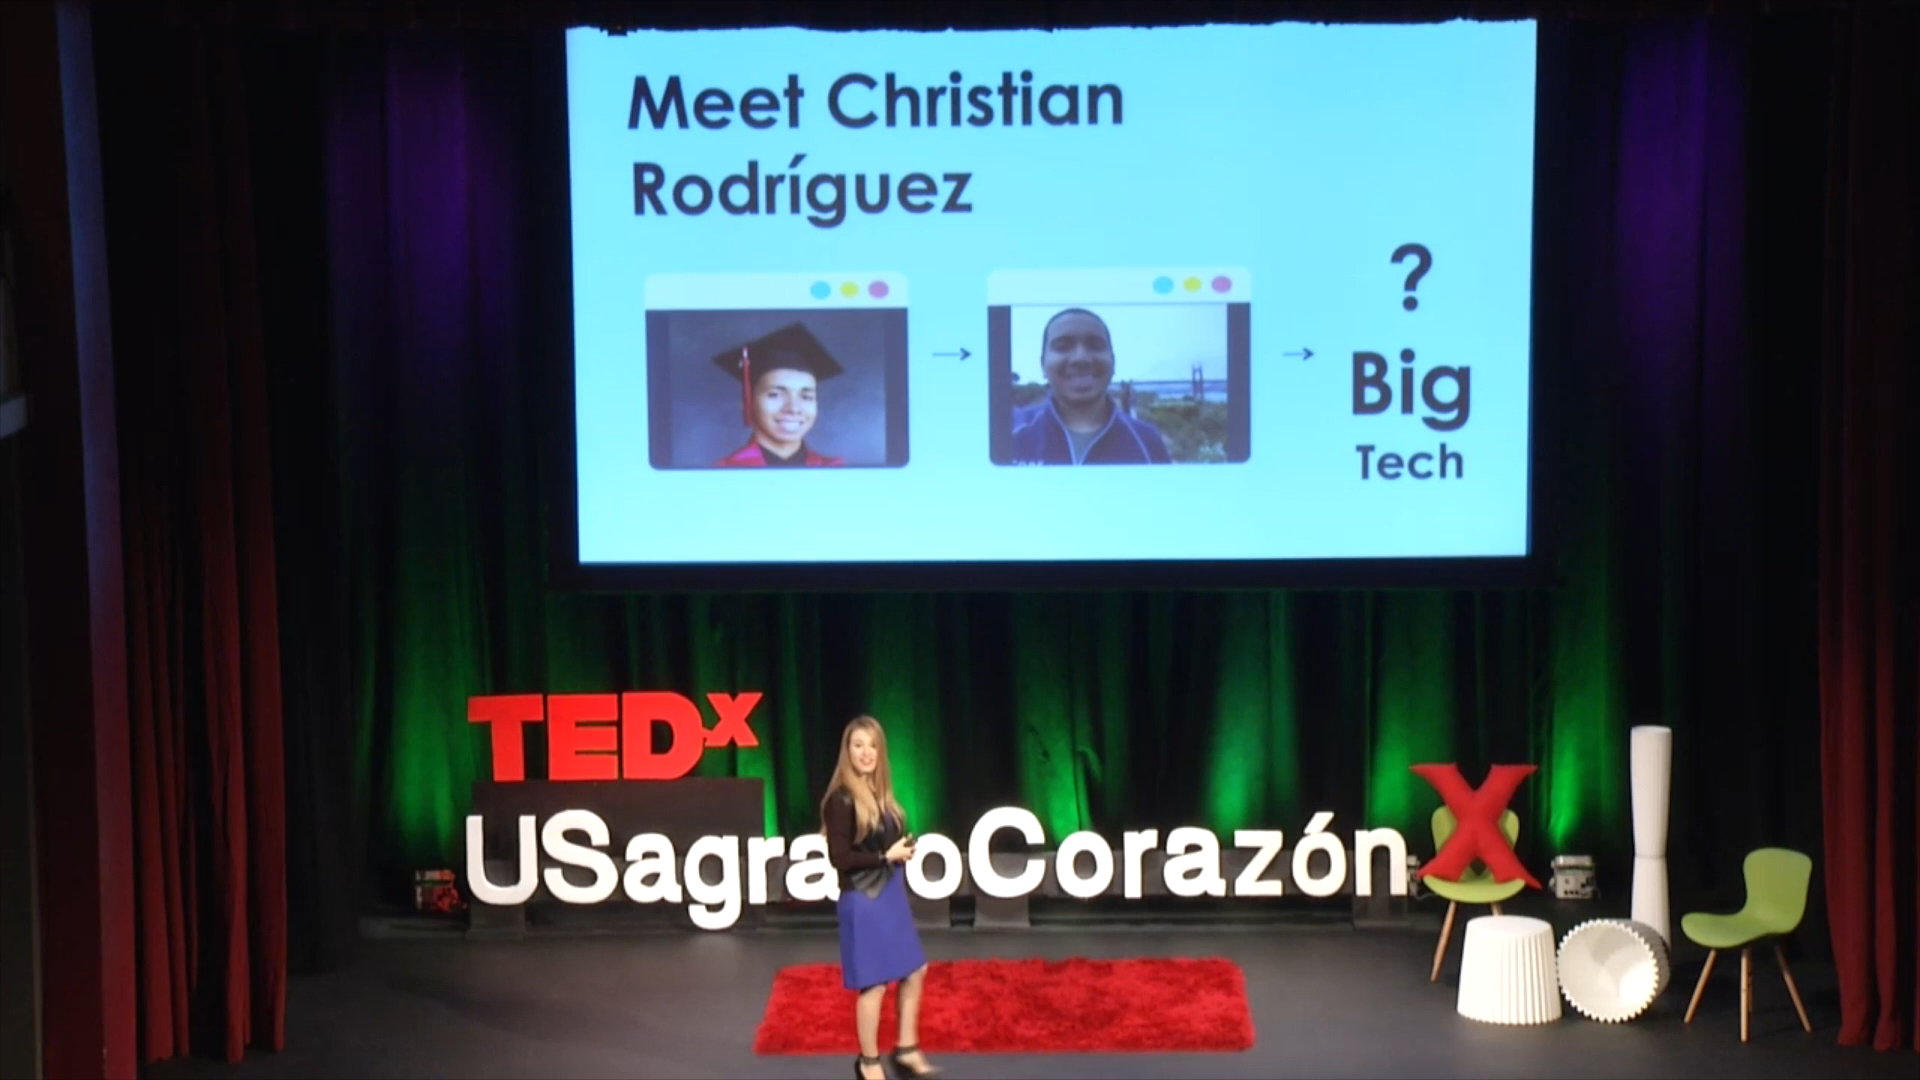 Meet Christian
Rodríguez
?
Big
Tech
TEDx
USagra oCorazón
X